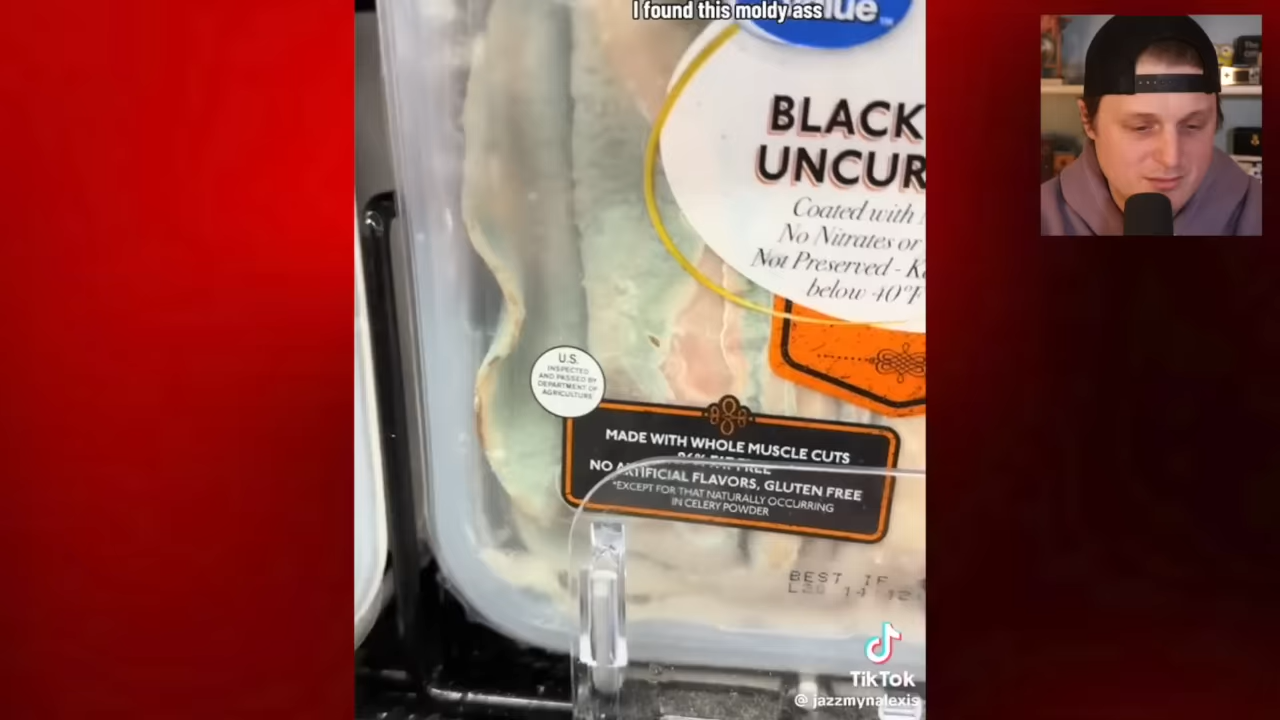 I found this moldy ass
Value
BLACK
UNCUR
Coated with
No Nitrates or
Not Preserved - K
below 40°F
U.S.
INSPECTED
AND PASSED BY
DEPARTMENT OF
AGRICULTURE
MADE WITH WHOLE MUSCLE CUTS
NO ARTIFICIAL FLAVORS, GLUTEN FREE
*EXCEPT FOR THAT NATURALLY OCCURRING
IN CELERY POWDER
BEST IF
TikTok
@ jazzmynalexis